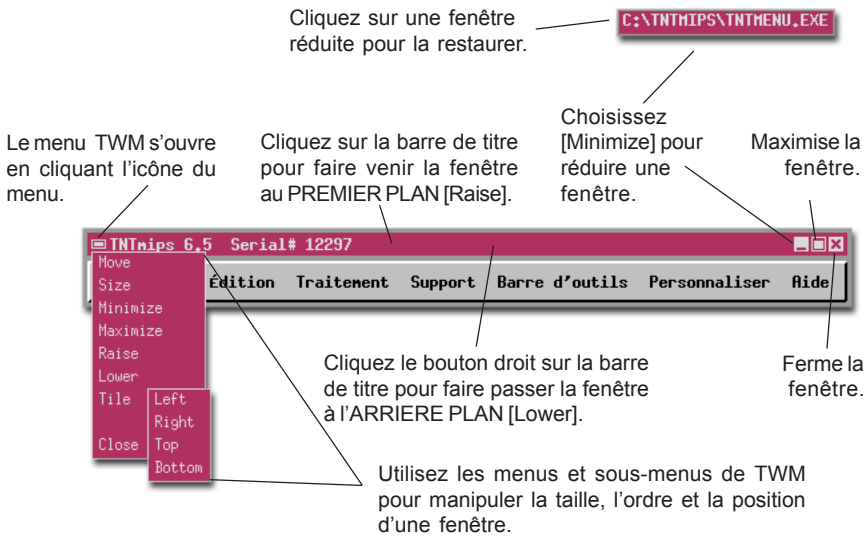 Cliquez sur une fenêtre
réduite pour la restaurer.
C:\TNTMIPS\TNTMENU.EXE
Le menu TWM s’ouvre
en cliquant l’icône du
menu.
Cliquez sur la barre de titre
pour faire venir la fenêtre
au PREMIER PLAN [Raise].
Choisissez
[Minimize] pour
réduire une
fenêtre.
Maximise la
fenêtre.
TNTmips 6.5 Serial# 12297
Édition Traitement Support Barre d'outils Personnaliser Aide
Move
Size
Minimize
Maximize
Raise
Lower
Tile
Close
Left
Right
Top
Bottom
Cliquez le bouton droit sur la barre
de titre pour faire passer la fenêtre
à l’ARRIERE PLAN [Lower].
Ferme la
fenêtre.
Utilisez les menus et sous-menus de TWM
pour manipuler la taille, l’ordre et la position
d’une fenêtre.